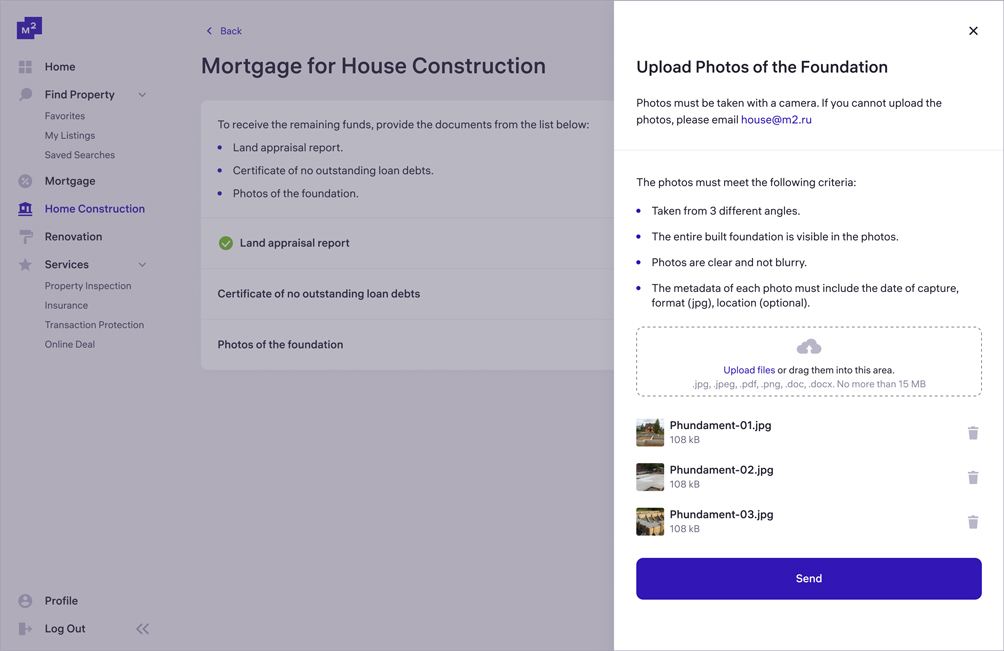 M2
Home
Find Property
Favorites
My Listings
Saved Searches
Mortgage
Home Construction
Renovation
Services
Property Inspection
Insurance
Transaction Protection
Online Deal
Profile
Log Out
Back
Mortgage for House Construction
To receive the remaining funds, provide the documents from the list below:
• Land appraisal report.
• Certificate of no outstanding loan debts.
• Photos of the foundation.
Land appraisal report
Certificate of no outstanding loan debts
Photos of the foundation
Upload Photos of the Foundation
Photos must be taken with a camera. If you cannot upload the
photos, please email house@m2.ru
The photos must meet the following criteria:
• Taken from 3 different angles.
• The entire built foundation is visible in the photos.
• Photos are clear and not blurry.
• The metadata of each photo must include the date of capture,
format (jpg), location (optional).
Upload files or drag them into this area.
.jpg, .jpeg, .pdf, .png, .doc, .docx. No more than 15 MB
Phundament-01.jpg
108 kB
Phundament-02.jpg
108 kB
Phundament-03.jpg
108 kB
Send